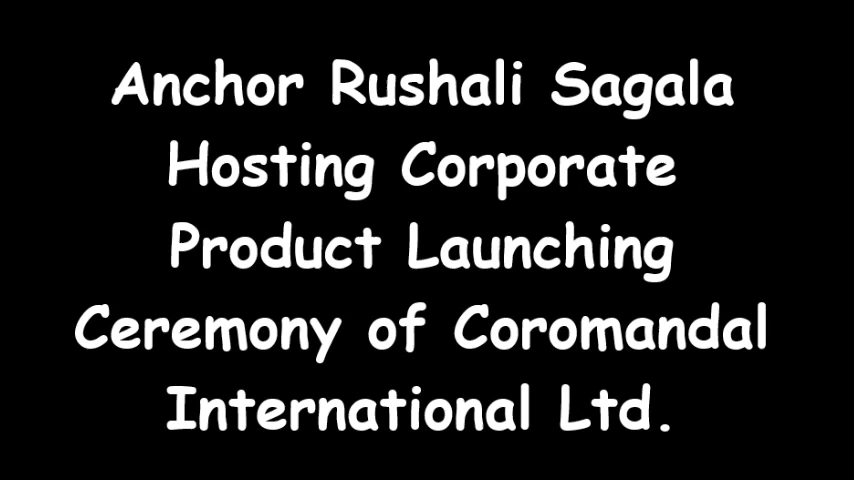 Anchor Rushali Sagala
Hosting Corporate
Product Launching
Ceremony of Coromandal
International Ltd.